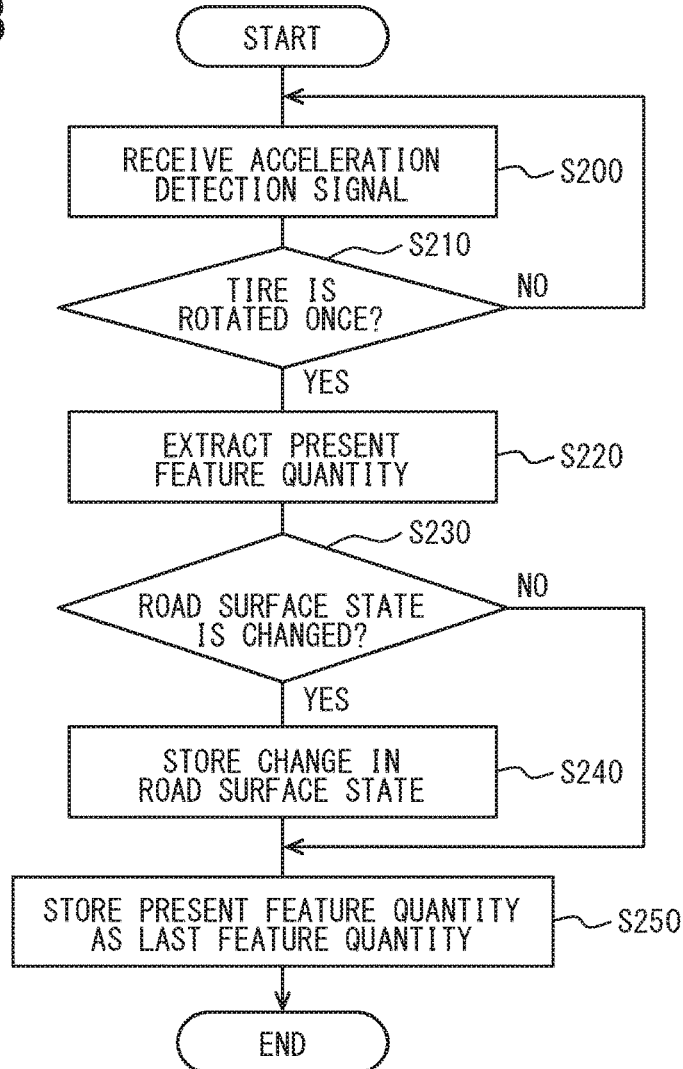 START
RECEIVE ACCELERATION
DETECTION SIGNAL
S200
S210
TIRE IS
ROTATED ONCE?
NO
YES
EXTRACT PRESENT
FEATURE QUANTITY
S220
S230
ROAD SURFACE STATE
IS CHANGED?
NO
YES
STORE CHANGE IN
ROAD SURFACE STATE
S240
STORE PRESENT FEATURE QUANTITY
AS LAST FEATURE QUANTITY
S250
END